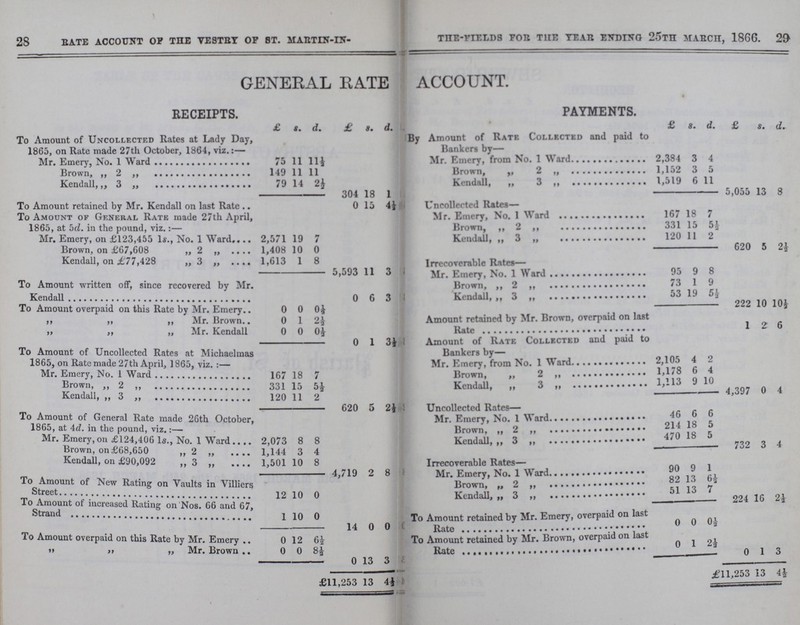 28 RATE ACCOUNT OF THE VESTRY OF ST. MARTIN-IN-
GENERAL RATE
RECEIPTS.
£ s. d. £ s. d.
To Amount of UNCOLLECTED Rates at Lady Day,
1865, on Rate made 27th October, 1864, viz.:—
Mr. Emery, No. 1 Ward .................. 75 11 11½
Brown, „ 2 „ .................. 149 11 11
Kendall, „ 3 „ .................. 79 14 2½
304 18 1
To Amount retained by Mr. Kendall on last Rate .. 0 15 4½
To AMOUNT OF GENERAL RATE made 27th April,
1865, at 5d. in the pound, viz. :—
Mr. Emery, on £123,455 1s., No. 1 Ward.... 2,571 19 7
Brown, on £67,608 „ 2 „ .... 1,408 10 0
Kendall, on £77,428 „ 3 „ .... 1,613 1 8
5,593 11 3
To Amount written off, since recovered by Mr.
Kendall .................................. 0 6 3
To Amount overpaid on this Rate by Mr. Emery.. 0 0 0½
„ „ „ Mr. Brown.. 0 1 2½
„ „ „ Mr. Kendall 0 0 0½
0 1 3½
To Amount of Uncollected Rates at Michaelmas
1865, on Rate made 27th April, 1865, viz. :—
Mr. Emery, No. 1 Ward .................. 167 18 7
Brown, „ 2 „ .................. 331 15 5½
Kendall, „ 3 „ .................. 120 11 2
620 5 2½
To Amount of General Rate made 26th October,
1865, at 4d. in the pound, viz.:—
Mr. Emery, on £124,406 1s., No. 1 Ward.... 2,073 8 8
Brown, on £68,650 „ 2 „ .... 1,144 3 4
Kendall, on £90,092 „ 3 „ .... 1,501 10 8
4,719 2 8
To Amount of New Rating on Vaults in Villiers
Street.................................. 12 10 0
To Amount of increased Rating on Nos. 66 and 67,
Strand .................................. 1 10 0
14 0 0
To Amount overpaid on this Rate by Mr. Emery .. 0 12 6½
„ „ „ Mr. Brown .. 0 0 8½
0 13 3
£11,253 13 4½
THE-FIELDS FOR THE YEAR ENDING 25TH MARCH, 1866. 29
ACCOUNT.
PAYMENTS.
£ s. d. £ s. d.
By Amount of RATE COLLECTED and paid to
Bankers by—
Mr. Emery, from No. 1 Ward.............. 2,384 3 4
Brown, „ 2 „ .............. 1,152 3 5
Kendall, „ 3 „ .............. 1,519 6 11
5,055 13 8
Uncollected Rates—
Mr. Emery, No. 1 Ward .................. 167 18 7
Brown, „ 2 „ .................. 331 15 5½
Kendall, „ 3 „ .................. 120 11 2
620 5 2½
Irrecoverable Rates—
Mr. Emery, No. 1 Ward .................. 95 9 8
Brown, „ 2 „ .................. 73 1 9
Kendall, „ 3 „ .................. 53 19 5½
222 10 10½
Amount retained by Mr. Brown, overpaid on last
Rate .................................. 1 2 6
Amount of RATE COLLECTED and paid to
Bankers by—
Mr. Emery, from No. 1 Ward.............. 2,105 4 2
Brown, „ 2 „ .............. 1,178 6 4
Kendall, „ 3 „ .............. 1,113 9 10
4,397 0 4
Uncollected Rates—
Mr. Emery, No. 1 Ward.................. 46 6 6
Brown, „ 2 „ .................. 214 18 5
Kendall, „ 3 „ .................. 470 18 5
732 3 4
Irrecoverable Rates—
Mr. Emery, No. 1 Ward.................. 90 9 1
Brown, „ 2 „ .................. 82 13 6½
Kendall, „ 3 „ .................. 51 13 7
224 16 2½
To Amount retained by Mr. Emery, overpaid on last
Rate .................................. 0 0 0½
To Amount retained by Mr. Brown, overpaid on last
Rate .................................. 0 1 2½
0 1 3
£11,253 13 4½